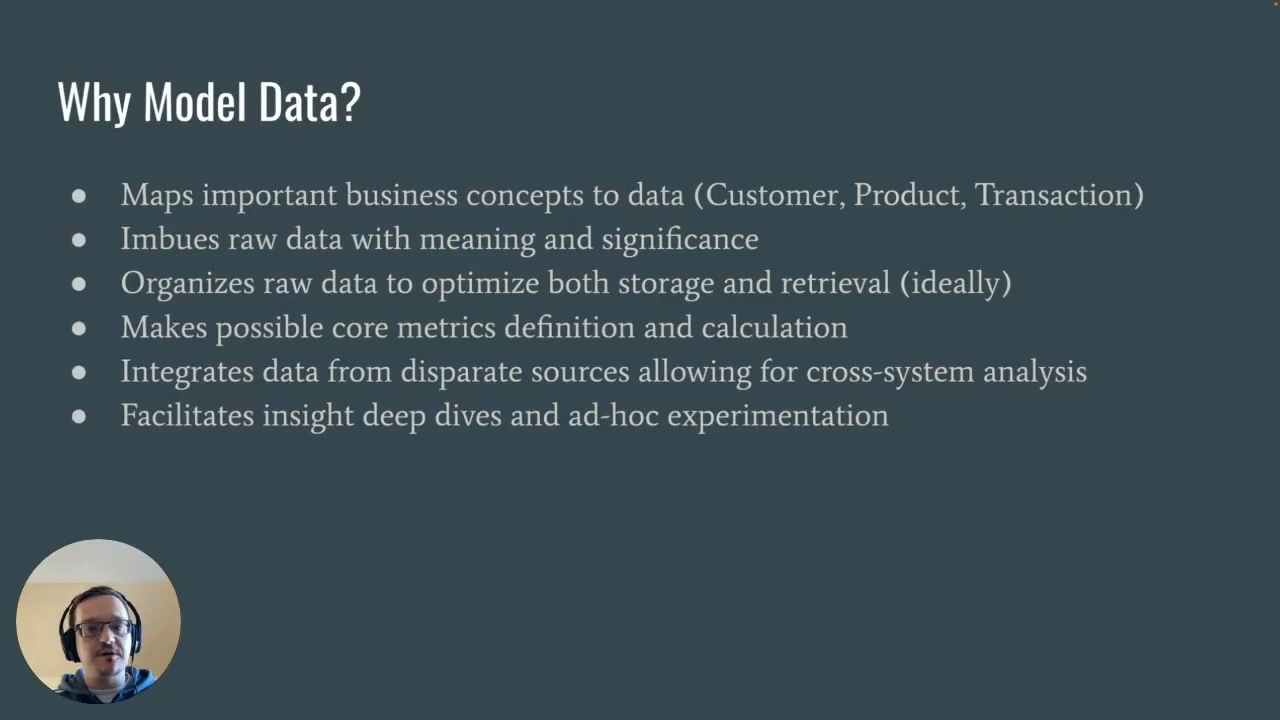 Why Model Data?
● Maps important business concepts to data (Customer, Product, Transaction)
● Imbues raw data with meaning and significance
● Organizes raw data to optimize both storage and retrieval (ideally)
● Makes possible core metrics definition and calculation
● Integrates data from disparate sources allowing for cross-system analysis
● Facilitates insight deep dives and ad-hoc experimentation